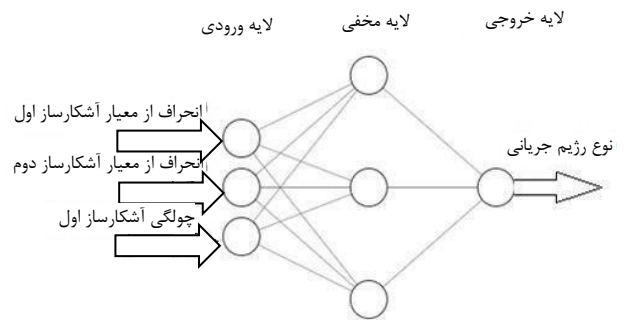 لایه خروجی
لایه مخفی
لایه ورودی
انحراف از معیار آشکارساز اول
انحراف از معیار آشکارساز دوم
چولگی آشکارساز اول
نوع رژیم جریانی